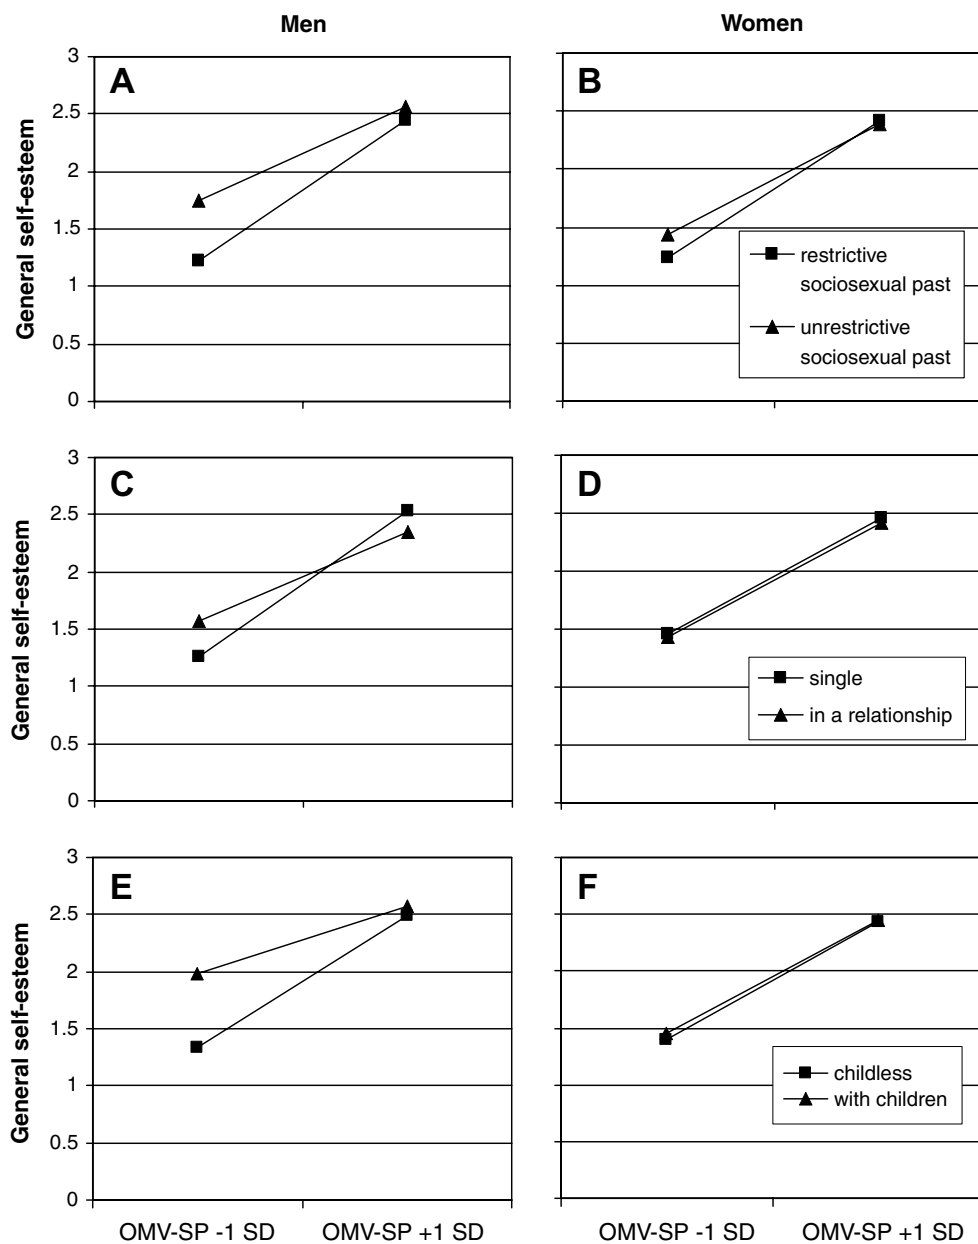 Men
Women
A
B
General self-esteem
3
2.5
2
1.5
1
0.5
0
restrictive
sociosexual past
unrestrictive
sociosexual past
C
D
General self-esteem
3
2.5
2
1.5
1
0.5
0
single
in a relationship
E
F
General self-esteem
3
2.5
2
1.5
1
0.5
0
childless
with children
OMV-SP -1 SD
OMV-SP +1 SD
OMV-SP -1 SD
OMV-SP +1 SD